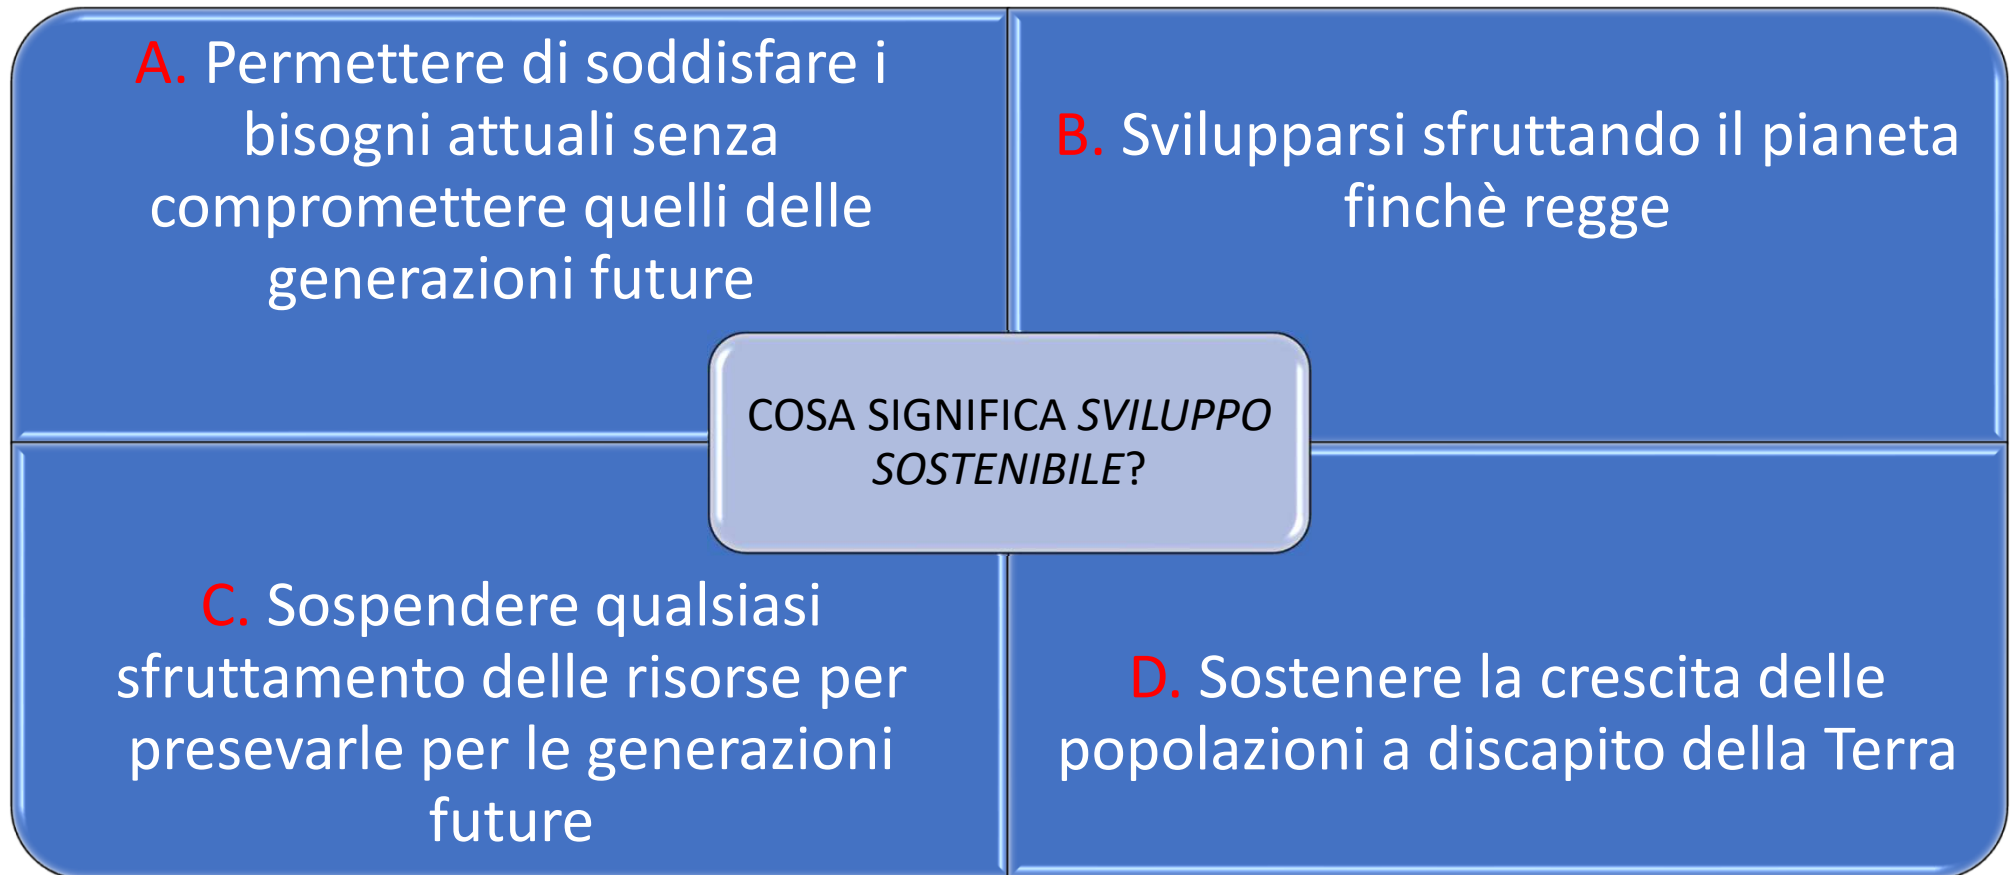 A. Permettere di soddisfare i
bisogni attuali senza
compromettere quelli delle
generazioni future
B. Svilupparsi sfruttando il pianeta
finchè regge
COSA SIGNIFICA SVILUPPO
SOSTENIBILE?
C. Sospendere qualsiasi
sfruttamento delle risorse per
presevarle per le generazioni
future
D. Sostenere la crescita delle
popolazioni a discapito della Terra